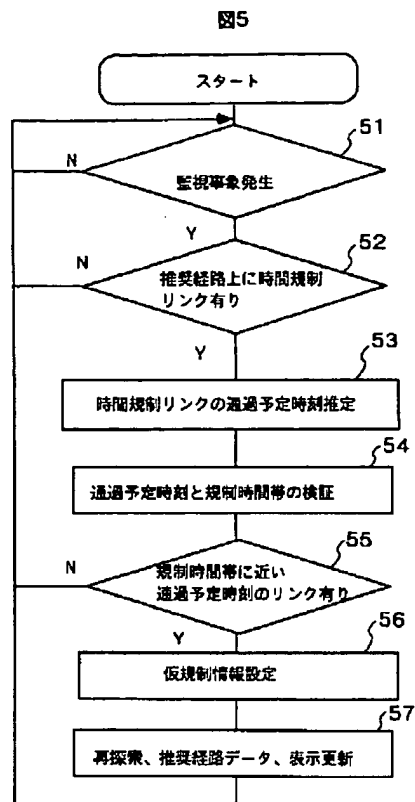 図5
スタート
51
N
監視事象発生
Y
52
N
推奨経路上に時間規制
リンク有り
Y
53
時間規制リンクの通過予定時刻推定
54
通過予定時刻と規制時間帯の検証
55
N
規制時間帯に近い
通過予定時刻のリンク有り
Y
56
仮規制情報設定
57
再探索、推奨経路データ、表示更新